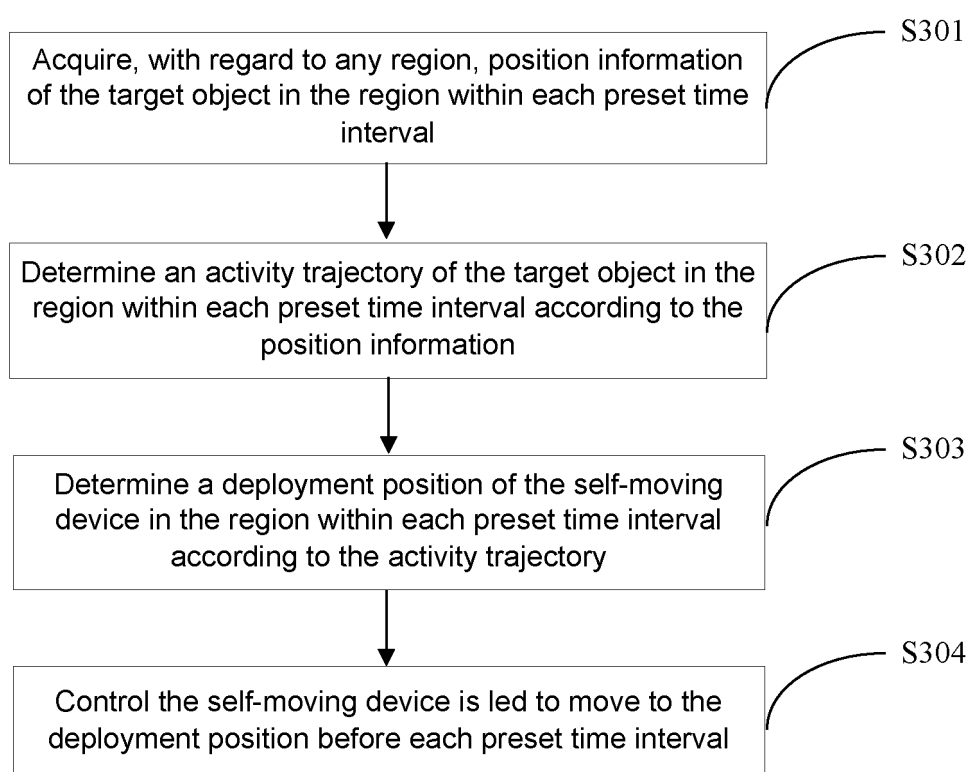 S301
Acquire, with regard to any region, position information
of the target object in the region within each preset time
interval
S302
Determine an activity trajectory of the target object in the
region within each preset time interval according to the
position information
S303
Determine a deployment position of the self-moving
device in the region within each preset time interval
according to the activity trajectory
S304
Control the self-moving device is led to move to the
deployment position before each preset time interval